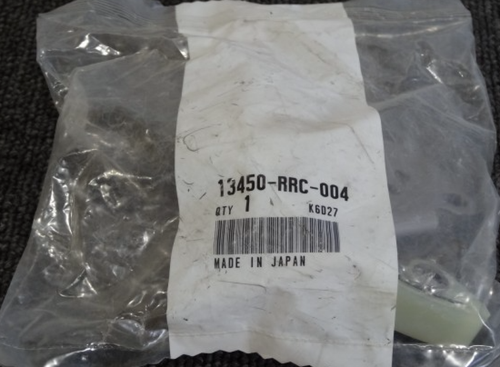 13450-RRC-004
QTY 1 K6027
MADE IN JAPAN